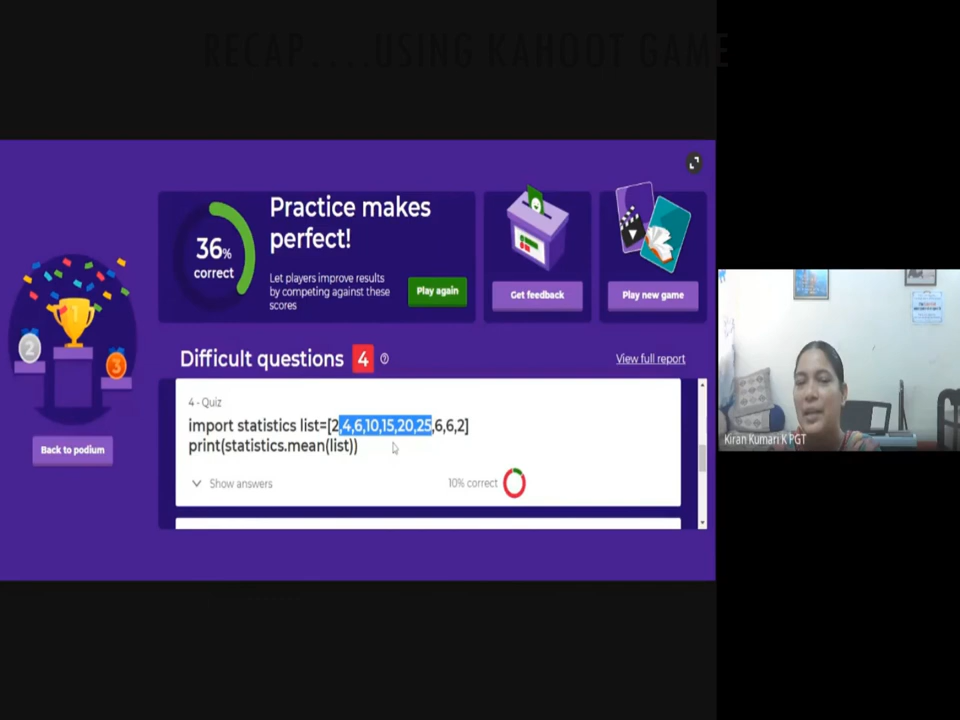 RECAP....USING KAHOOT GAME
36%
correct
Practice makes
perfect!
Let players improve results
by competing against these
scores
Play again
Get feedback
Play new game
1
2
3
Back to podium
Difficult questions 4
View full report
4 - Quiz
import statistics list=[2,4,6,10,15,20,25,6,6,2]
print(statistics.mean(list))
Show answers
10% correct
Kiran Kumari K PGT